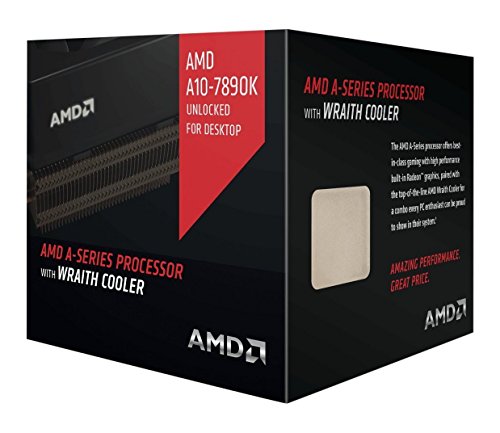 AMD
AMD
A10-7890K
UNLOCKED
FOR DESKTOP
AMD A-SERIES PROCESSOR
WITH WRAITH COOLER
AMD
AMD A-SERIES PROCESSOR
WITH WRAITH COOLER
The AMD A-Series processor offers best-
in-class gaming with high performance
built-in Radeon™ graphics, paired with
the top-of-the-line AMD Wraith Cooler for
a combo every PC enthusiast can be proud
to show in their system.
AMAZING PERFORMANCE.
GREAT PRICE.
AMD